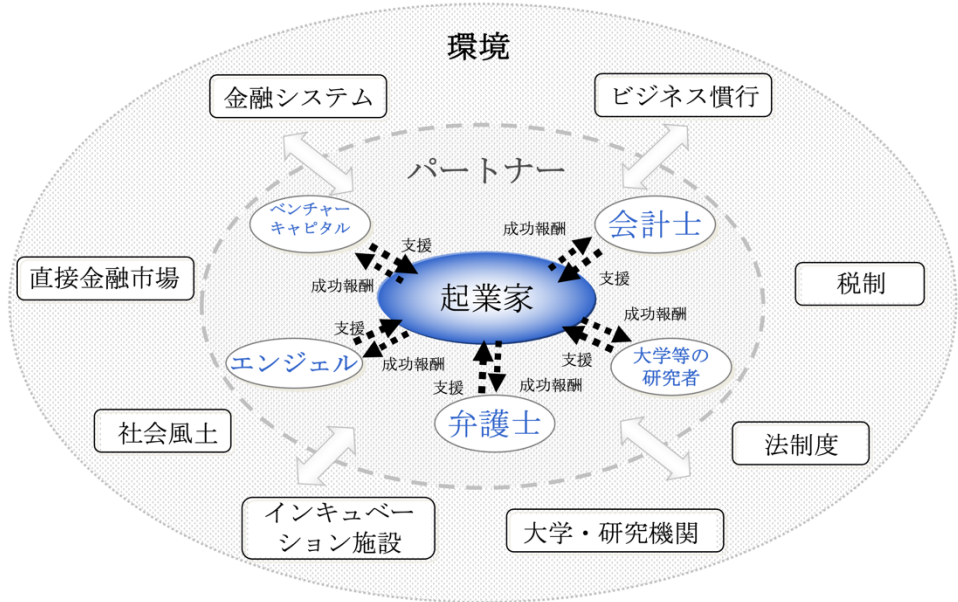 環境
金融システム
ビジネス慣行
パートナー
ベンチャー
キャピタル
会計士
成功報酬
支援
支援
成功報酬
直接金融市場
起業家
税制
成功報酬
支援
エンジェル
成功報酬
支援
大学等の
研究者
支援
成功報酬
弁護士
社会風土
法制度
インキュベー
ション施設
大学・研究機関